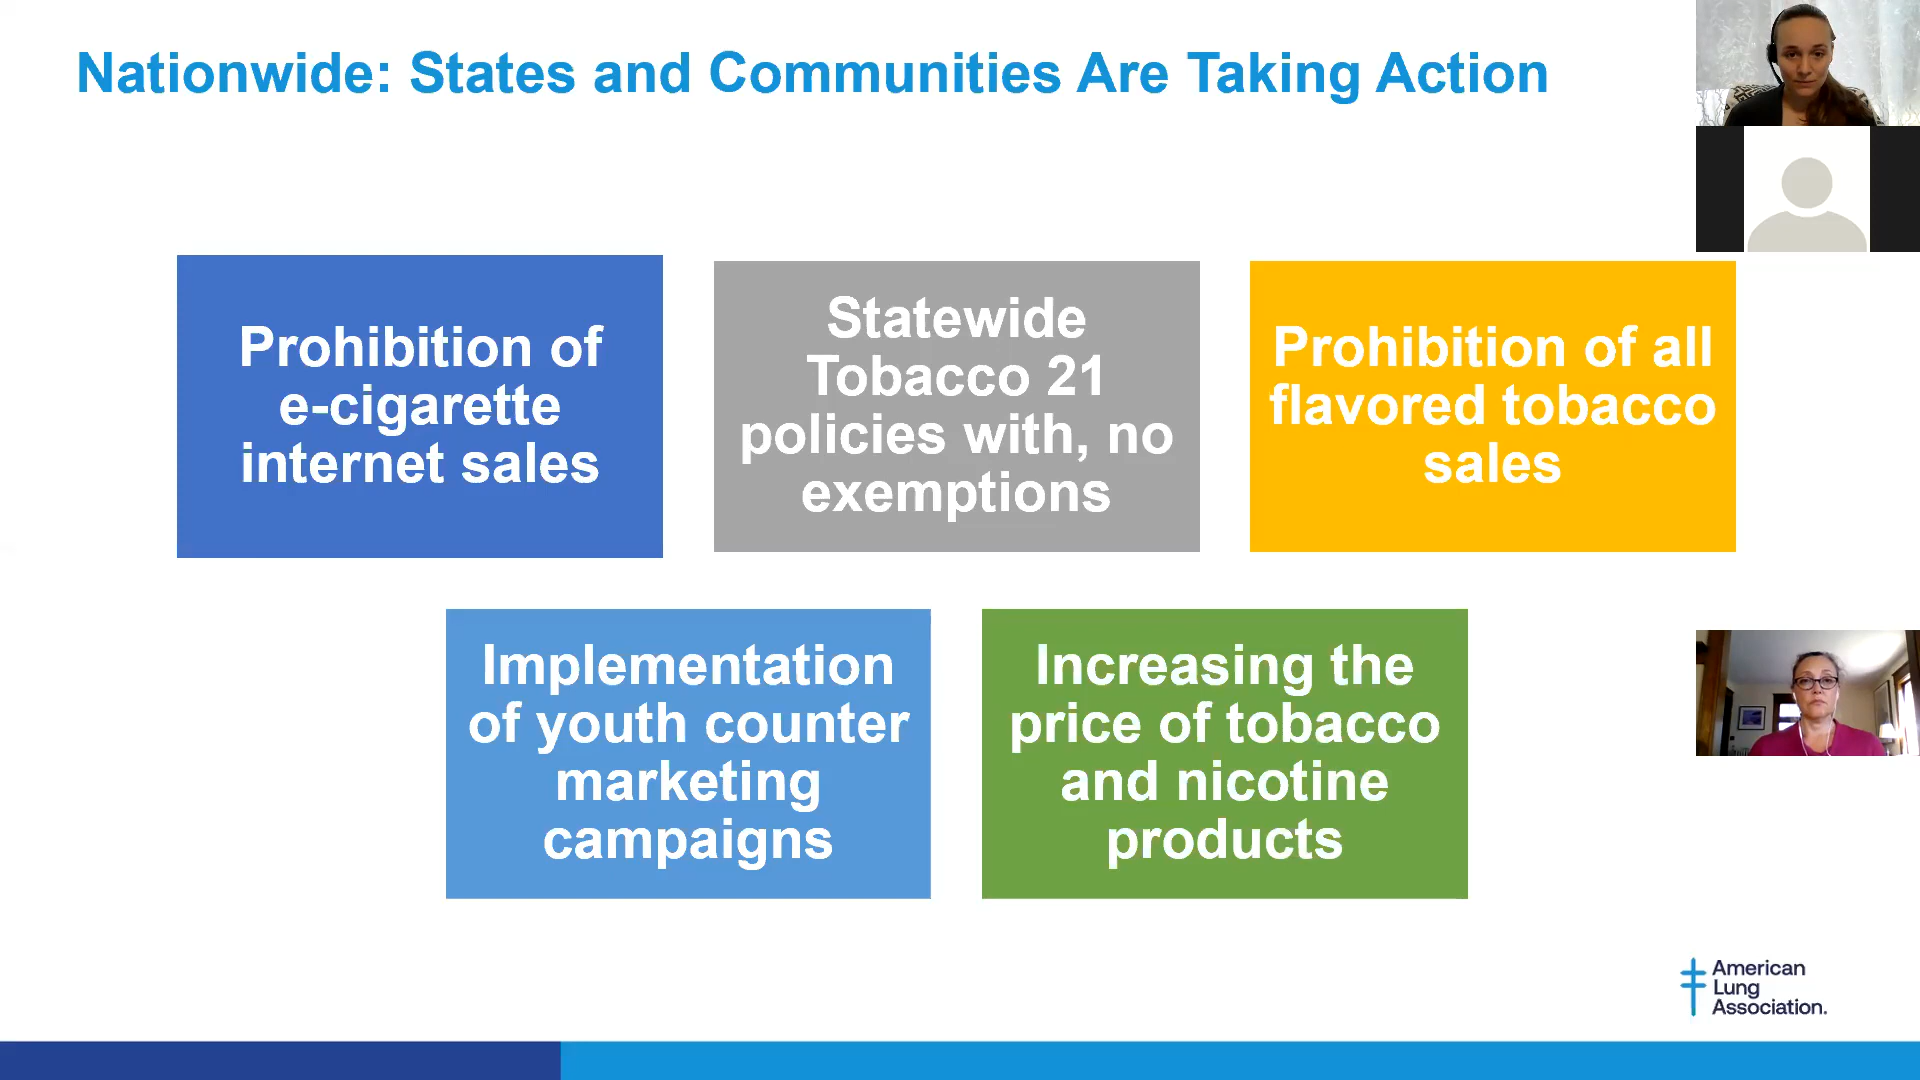 Nationwide: States and Communities Are Taking Action
Prohibition of
e-cigarette
internet sales
Statewide
Tobacco 21
policies with, no
exemptions
Prohibition of all
flavored tobacco
sales
Implementation
of youth counter
marketing
campaigns
Increasing the
price of tobacco
and nicotine
products
American
Lung
Association.